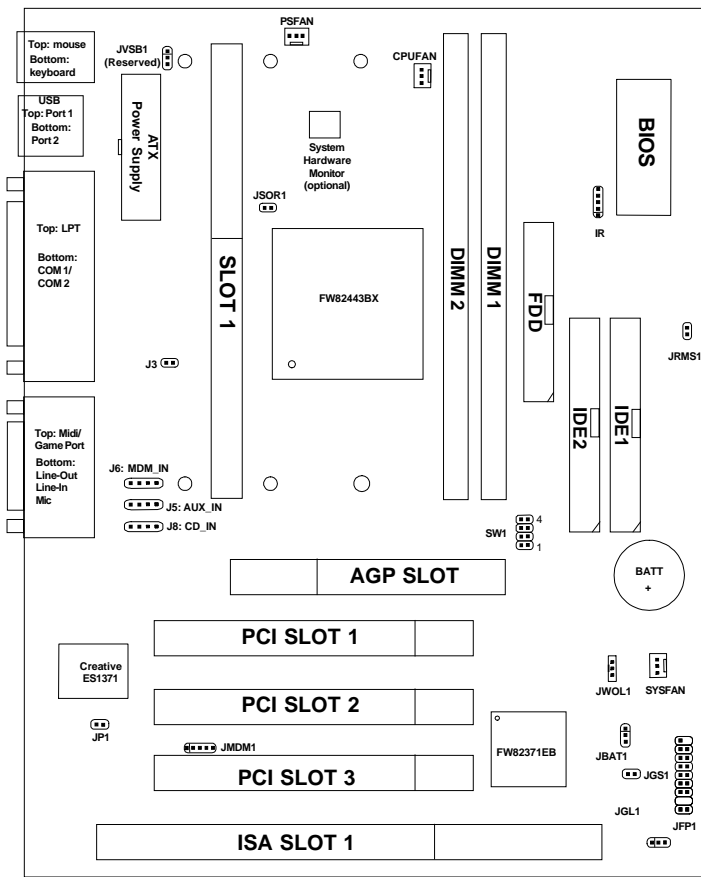 PSFAN
Top: mouse
Bottom:
keyboard
JVSB1
(Reserved)
CPUFAN
USB
Top: Port 1
Bottom:
Port 2
ATX
Power Supply
System
Hardware
Monitor
(optional)
BIOS
JSOR1
IR
Top: LPT
Bottom:
COM 1/
COM 2
SLOT 1
FW82443BX
DIMM 2
DIMM 1
FDD
JRMS1
J3
IDE2
IDE1
Top: Midi/
Game Port
Bottom:
Line-Out
Line-In
Mic
J6: MDM_IN
J5: AUX_IN
J8: CD_IN
SW1
4
1
AGP SLOT
BATT
+
PCI SLOT 1
Creative
ES1371
JWOL1
SYSFAN
PCI SLOT 2
JP1
JMDM1
FW82371EB
JBAT1
PCI SLOT 3
JGS1
JGL1
JFP1
ISA SLOT 1